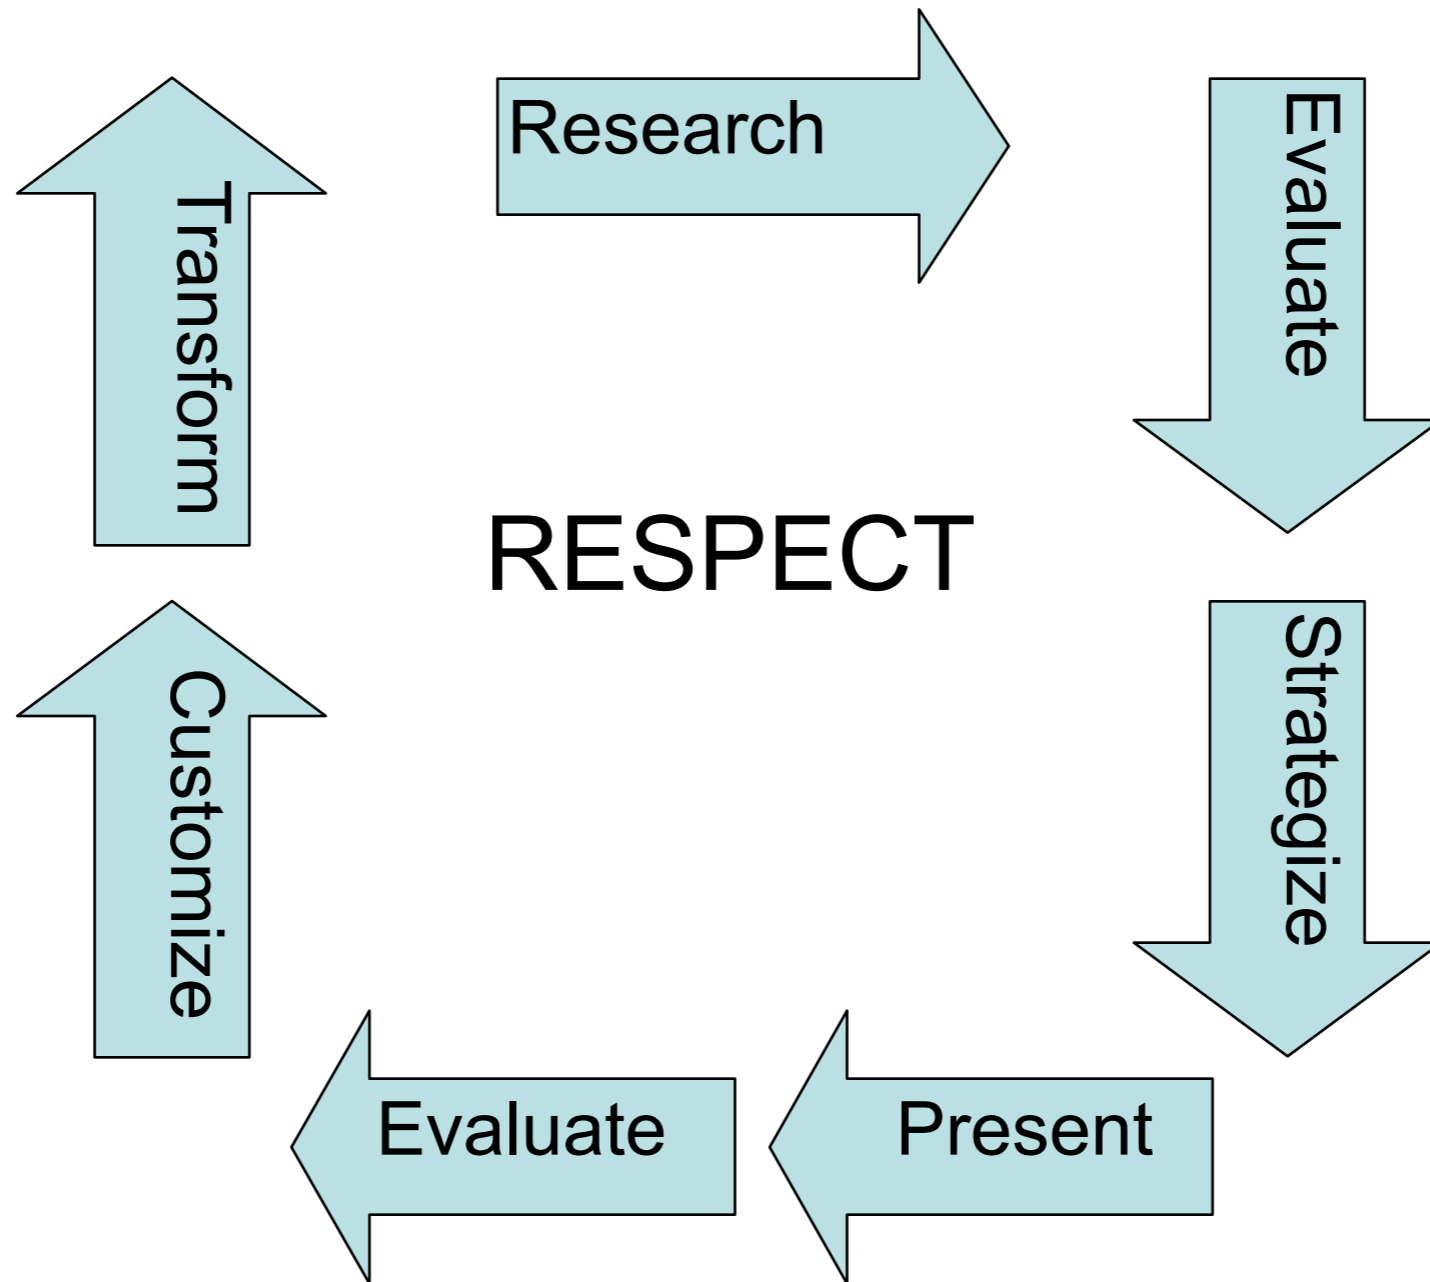 Research
Evaluate
Strategize
Present
Evaluate
Customize
Transform
RESPECT